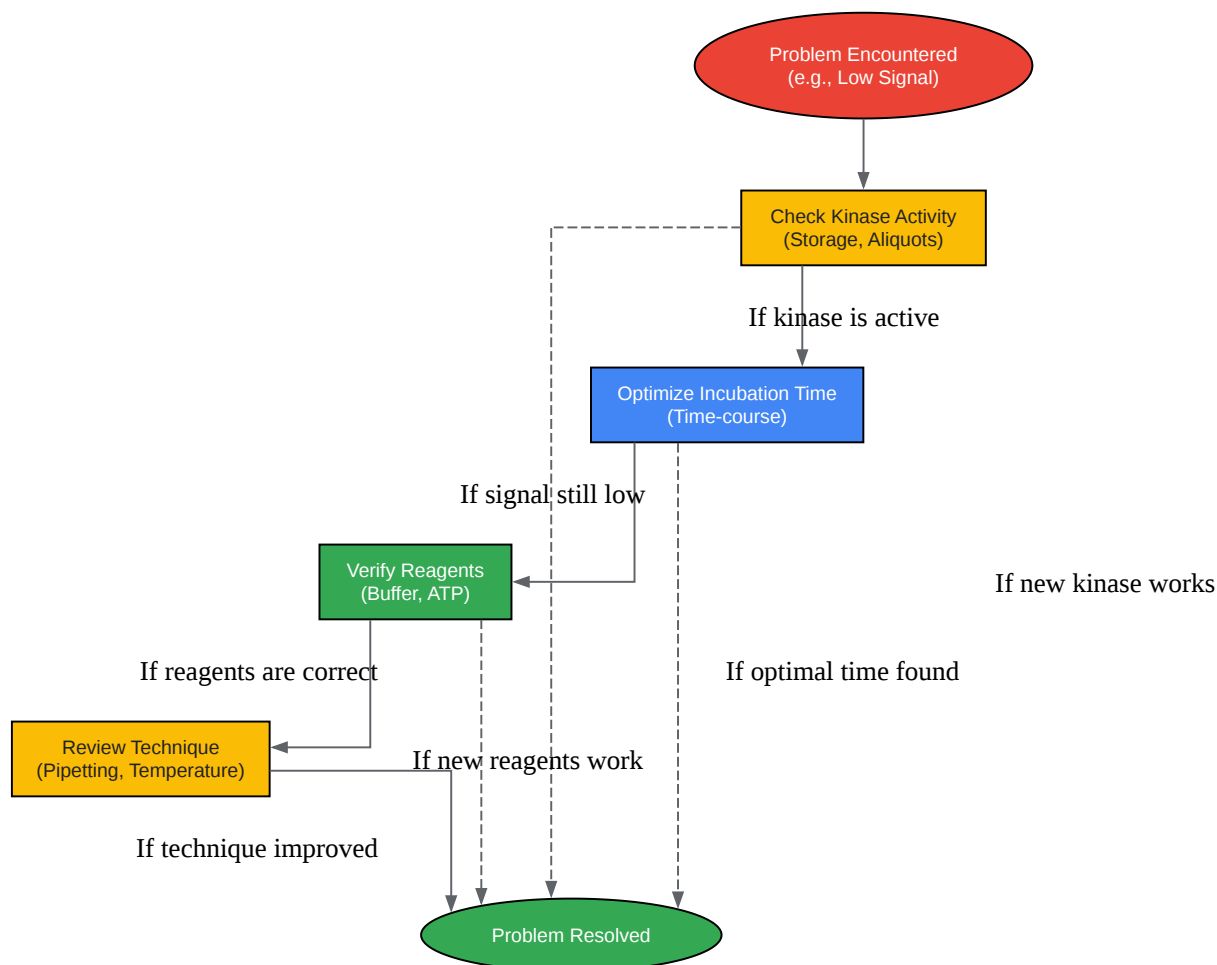 Problem Encountered
(e.g., Low Signal)
Check Kinase Activity
(Storage, Aliquots)
If kinase is active
Optimize Incubation Time
(Time-course)
If signal still low
Verify Reagents
(Buffer, ATP)
If new kinase works
If reagents are correct
If optimal time found
Review Technique
(Pipetting, Temperature)
If new reagents work
If technique improved
Problem Resolved